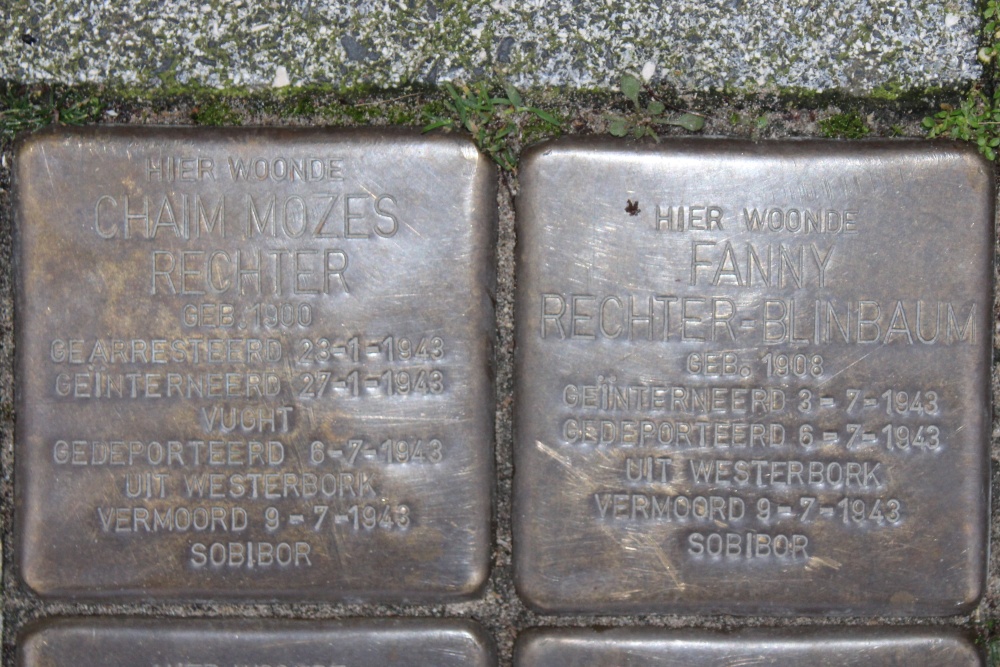 HIER WOONDE
CHAIM MOZES
RECHTER
GEB. 1900
GEARRESTEERD 23-1-1943
GEÏNTERNEERD 27-1-1943
VUGHT
GEDEPORTEERD 6-7-1943
UIT WESTERBORK
VERMOORD 9-7-1943
SOBIBOR
HIER WOONDE
FANNY
RECHTER-BLINBAUM
GEB. 1908
GEÏNTERNEERD 3-7-1943
GEDEPORTEERD 6-7-1943
UIT WESTERBORK
VERMOORD 9-7-1943
SOBIBOR